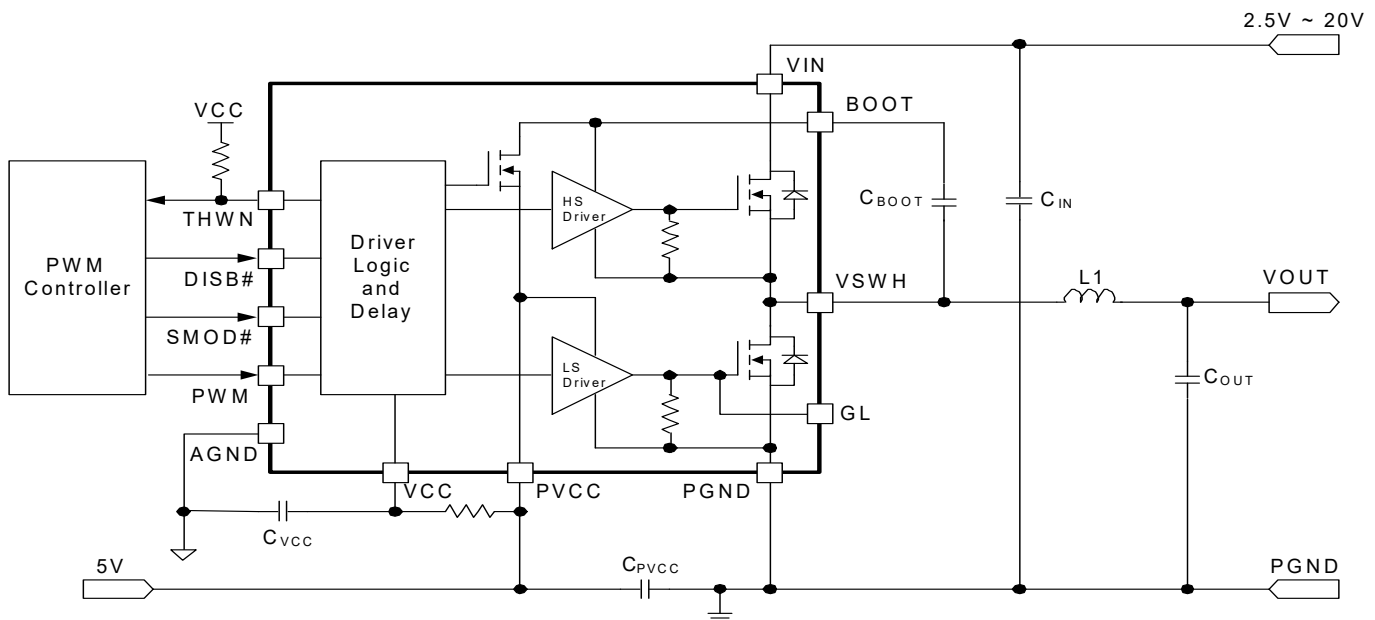 2.5V ~ 20V
VIN
BOOT
VCC
THWN
DISB#
SMOD#
PWM
AGND
PWM
Controller
Driver
Logic
and
Delay
HS
Driver
LS
Driver
CBOOT
CIN
VSWH
L1
VOUT
COUT
GL
VCC
PVCC
PGND
CVCC
5V
CPVCC
PGND